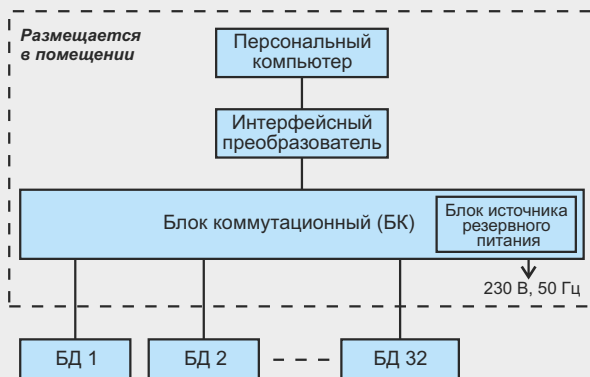 Размещается
в помещении
Персональный
компьютер
Интерфейсный
преобразователь
Блок коммутационный (БК)
Блок источника
резервного
питания
230 В, 50 Гц
БД 1
БД 2
БД 32